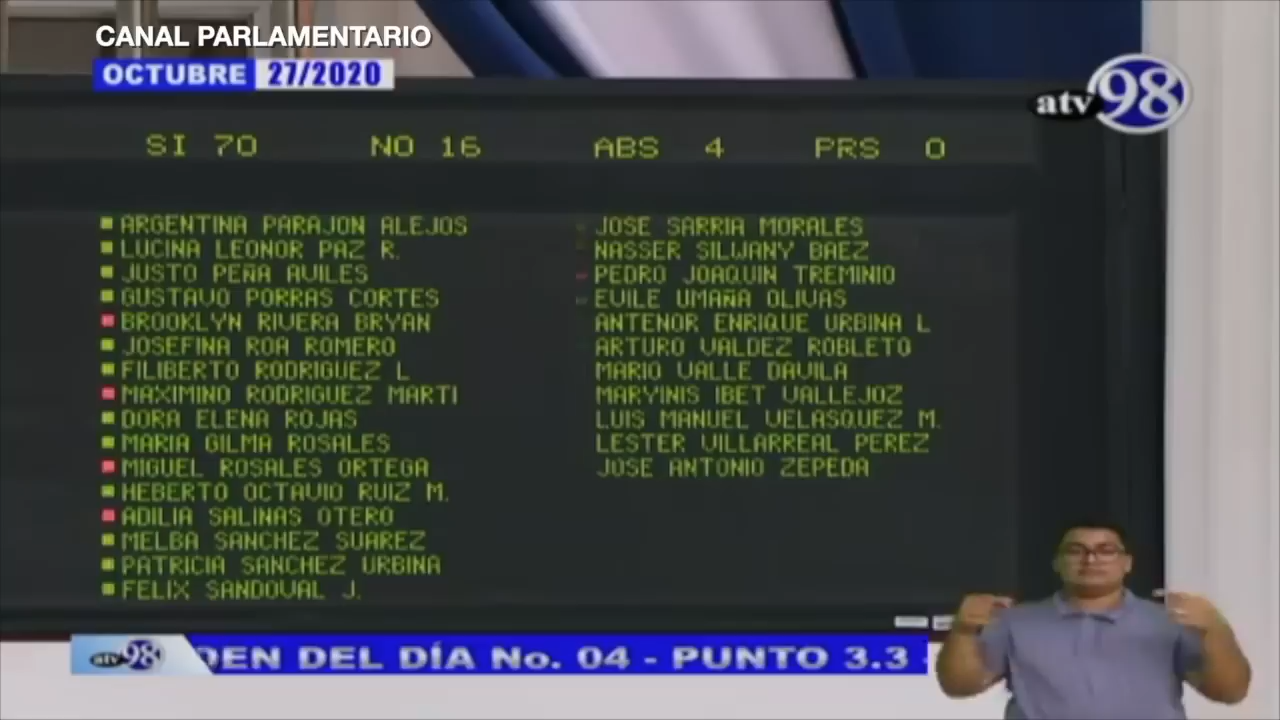 CANAL PARLAMENTARIO
OCTUBRE 27/2020
atv 98
SI 70 NO 16 ABS 4 PRS 0
ARGENTINA PARAJON ALEJOS
LUCINA LEONOR PAZ R.
JUSTO PEÑA AVILES
GUSTAVO PORRAS CORTES
BROOKLYN RIVERA BRYAN
JOSEFINA ROA ROMERO
FILIBERTO RODRIGUEZ L
MAXIMINO RODRIGUEZ MARTI
DORA ELENA ROJAS
MARIA GILMA ROSALES
MIGUEL ROSALES ORTEGA
HEBERTO OCTAVIO RUIZ M.
ADILIA SALINAS OTERO
MELBA SANCHEZ SUAREZ
PATRICIA SANCHEZ URBINA
FELIX SANDOVAL J.
JOSE SARRIA MORALES
NASSER SILWANY BAEZ
PEDRO JOAQUIN TREMINIO
EVILE UMAÑA OLIVAS
ANTENOR ENRIQUE URBINA L
ARTURO VALDEZ ROBLETO
MARIO VALLE DAVILA
MARYINIS IBET VALLEJOZ
LUIS MANUEL VELASQUEZ M.
LESTER VILLARREAL PEREZ
JOSE ANTONIO ZEPEDA
atv 98 DEN DEL DÍA No. 04 - PUNTO 3.3 -